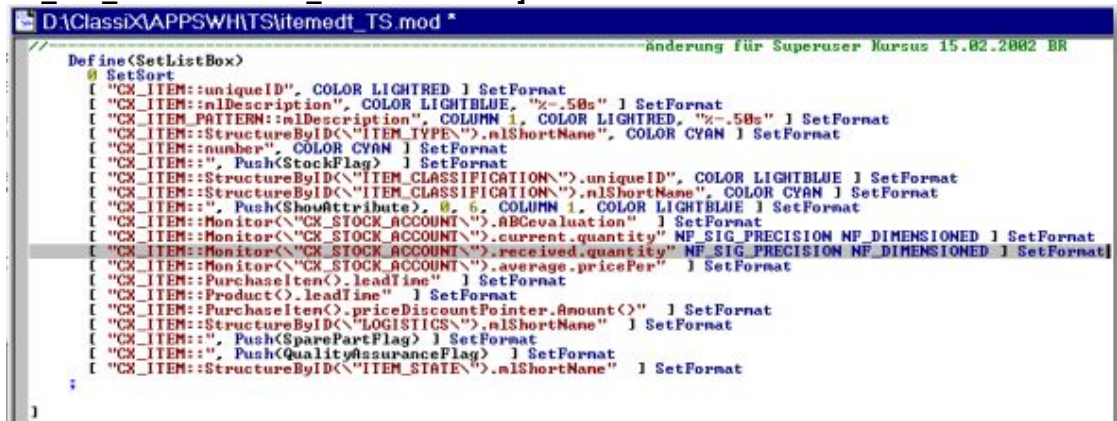 D:\ClassiX\APPSWH\TS\itemedt_TS.mod *
//------------------------------------------------------------Änderung für Superuser Kursus 15.02.2002 BR
Define(SetListBox)
0 SetSort
[ "CX_ITEM::uniqueID", COLOR LIGHTRED ] SetFormat
[ "CX_ITEM::mlDescription", COLOR LIGHTBLUE, "%-.50s" ] SetFormat
[ "CX_ITEM_PATTERN::mlDescription", COLUMN 1, COLOR LIGHTRED, "%-.50s" ] SetFormat
[ "CX_ITEM::StructureByID(\"ITEM_TYPE\").mlShortName", COLOR CYAN ] SetFormat
[ "CX_ITEM::number", COLOR CYAN ] SetFormat
[ "CX_ITEM::", Push(StockFlag) ] SetFormat
[ "CX_ITEM::StructureByID(\"ITEM_CLASSIFICATION\").uniqueID", COLOR LIGHTBLUE ] SetFormat
[ "CX_ITEM::StructureByID(\"ITEM_CLASSIFICATION\").mlShortName", COLOR CYAN ] SetFormat
[ "CX_ITEM::", Push(ShowAttribute), 0, 6, COLUMN 1, COLOR LIGHTBLUE ] SetFormat
[ "CX_ITEM::Monitor(\"CX_STOCK_ACCOUNT\").ABCevaluation" ] SetFormat
[ "CX_ITEM::Monitor(\"CX_STOCK_ACCOUNT\").current.quantity" NF_SIG_PRECISION NF_DIMENSIONED ] SetFormat
[ "CX_ITEM::Monitor(\"CX_STOCK_ACCOUNT\").received.quantity" NF_SIG_PRECISION NF_DIMENSIONED ] SetFormat
[ "CX_ITEM::Monitor(\"CX_STOCK_ACCOUNT\").average.pricePer" ] SetFormat
[ "CX_ITEM::PurchaseItem().leadTime" ] SetFormat
[ "CX_ITEM::Product().leadTime" ] SetFormat
[ "CX_ITEM::PurchaseItem().priceDiscountPointer.Amount()" ] SetFormat
[ "CX_ITEM::StructureByID(\"LOGISTICS\").mlShortName" ] SetFormat
[ "CX_ITEM::", Push(SparePartFlag) ] SetFormat
[ "CX_ITEM::", Push(QualityAssuranceFlag) ] SetFormat
[ "CX_ITEM::StructureByID(\"ITEM_STATE\").mlShortName" ] SetFormat
;
]